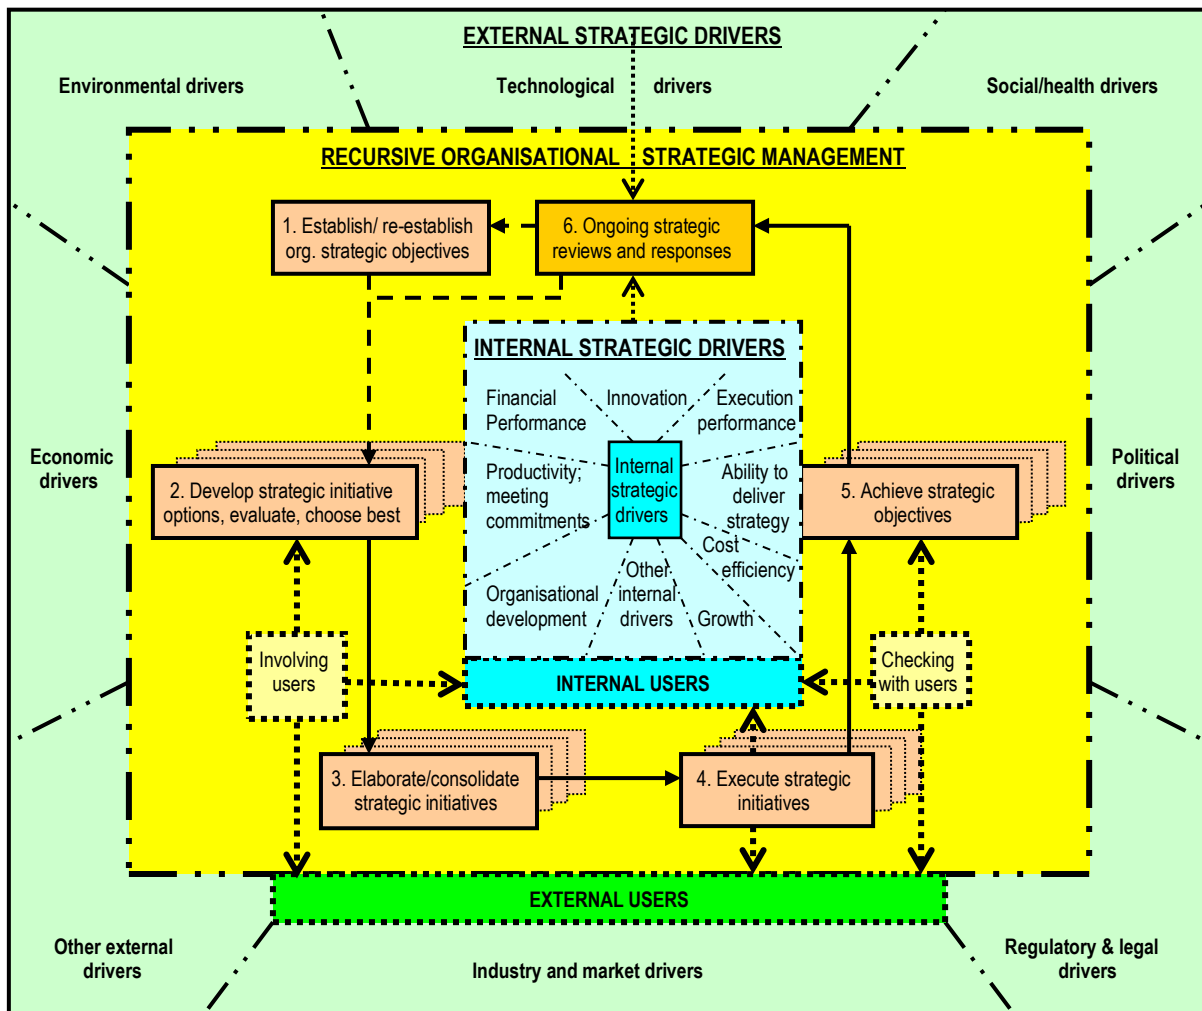 EXTERNAL STRATEGIC DRIVERS
Environmental drivers
Technological drivers
Social/health drivers
RECURSIVE ORGANISATIONAL STRATEGIC MANAGEMENT
1. Establish/ re-establish
org. strategic objectives
6. Ongoing strategic
reviews and responses
INTERNAL STRATEGIC DRIVERS
Financial
Performance
Innovation
Execution
performance
Economic
drivers
2. Develop strategic initiative
options, evaluate, choose best
Productivity;
meeting
commitments
Internal
strategic
drivers
Ability to
deliver
strategy
5. Achieve strategic
objectives
Political
drivers
Cost
efficiency
Organisational
development
Other
internal
drivers
Growth
Involving
users
INTERNAL USERS
Checking
with users
3. Elaborate/consolidate
strategic initiatives
4. Execute strategic
initiatives
EXTERNAL USERS
Other external
drivers
Industry and market drivers
Regulatory & legal
drivers